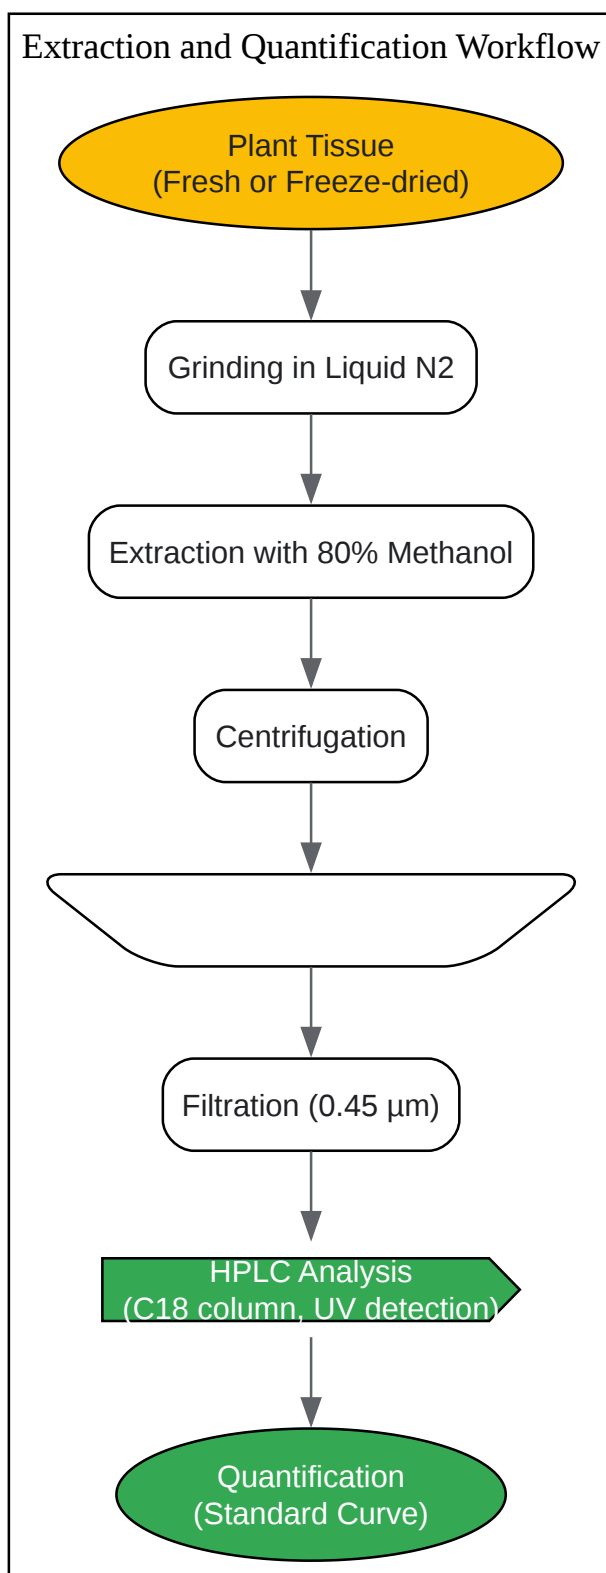 Extraction and Quantification Workflow
Plant Tissue
(Fresh or Freeze-dried)
Grinding in Liquid N2
Extraction with 80% Methanol
Centrifugation
Filtration (0.45 µm)
HPLC Analysis
(C18 column, UV detection)
Quantification
(Standard Curve)